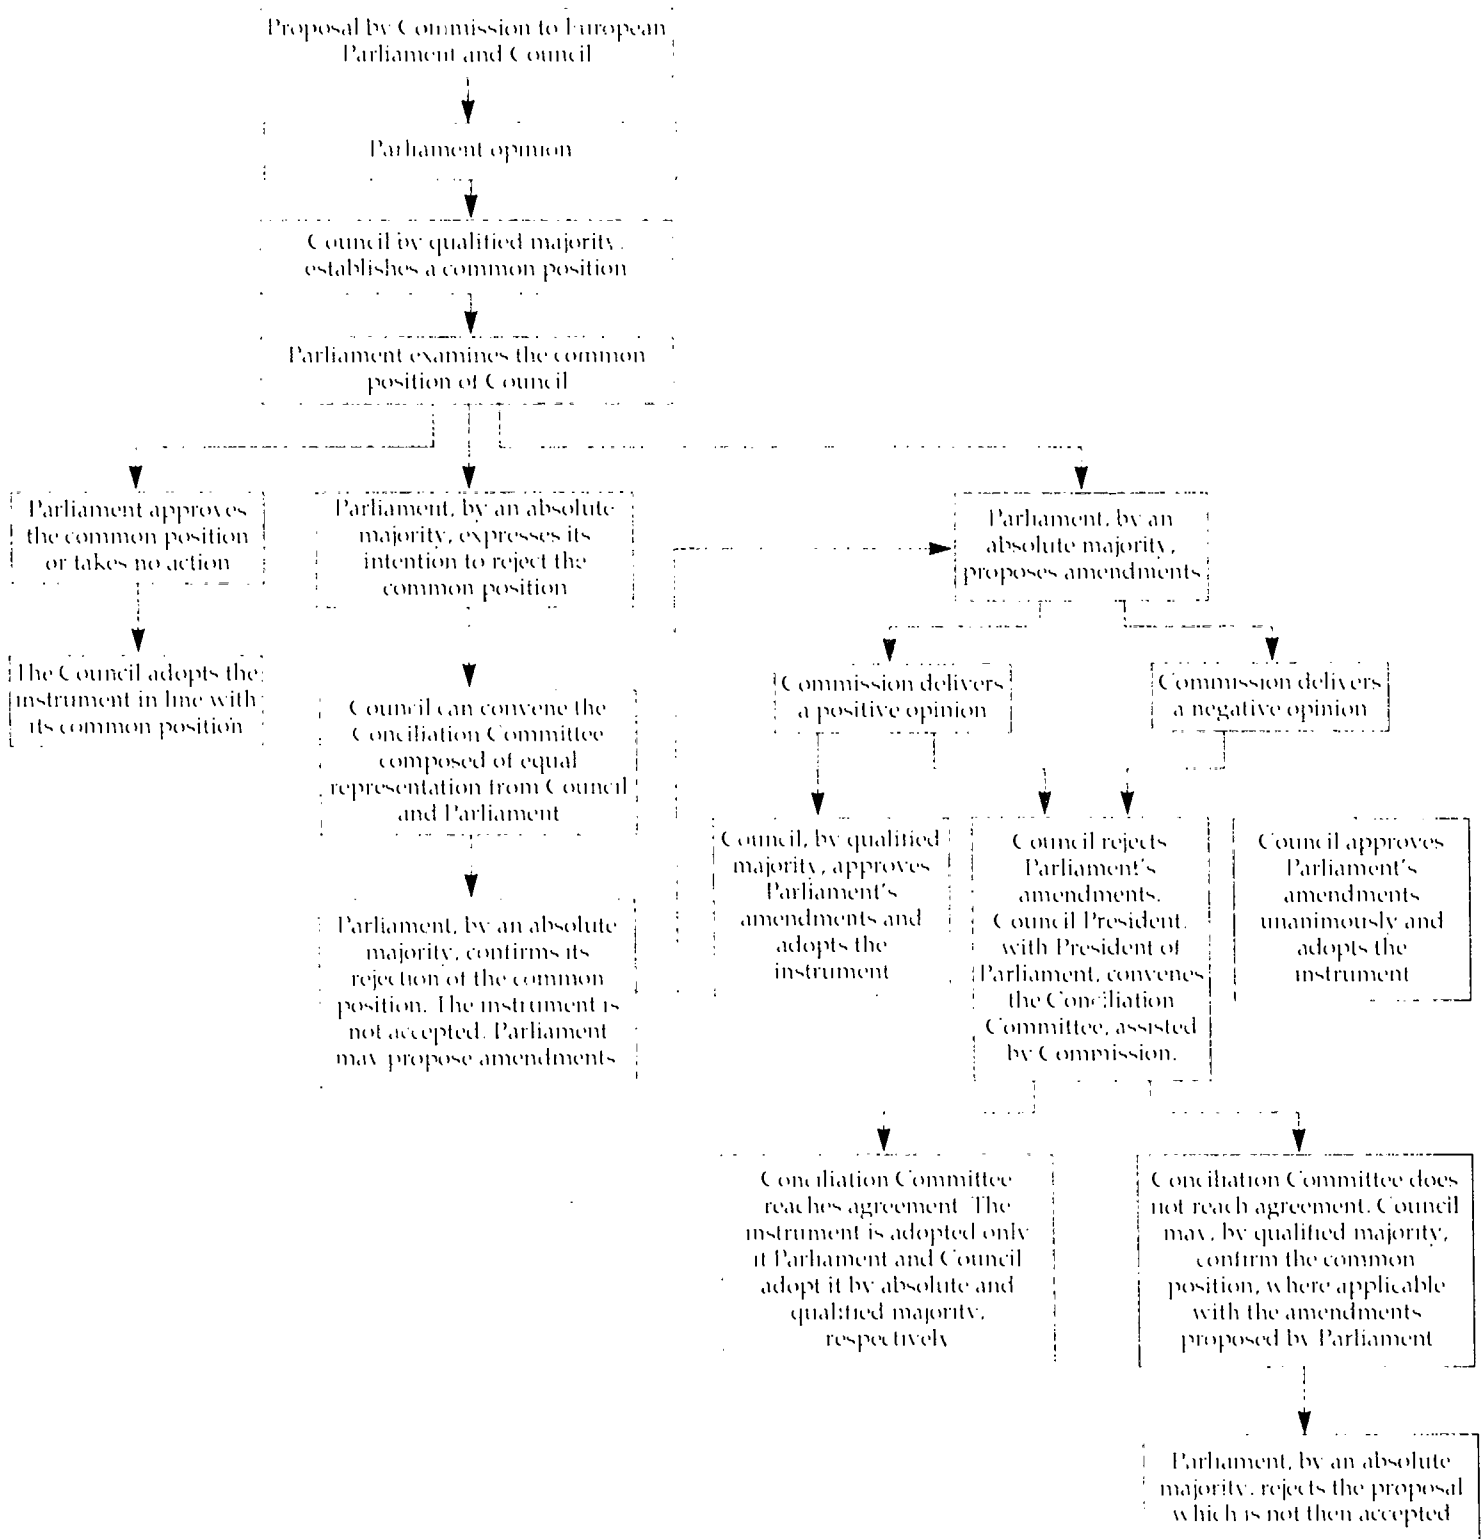 Proposal by Commission to European
Parliament and Council
Parliament opinion
Council by qualified majority,
establishes a common position
Parliament examines the common
position of Council
Parliament approves
the common position
or takes no action
The Council adopts the
instrument in line with
its common position
Parliament, by an absolute
majority, expresses its
intention to reject the
common position
Council can convene the
Conciliation Committee
composed of equal
representation from Council
and Parliament
Parliament, by an absolute
majority, confirms its
rejection of the common
position. The instrument is
not accepted. Parliament
may propose amendments
Parliament, by an
absolute majority,
proposes amendments
Commission delivers
a positive opinion
Commission delivers
a negative opinion
Council, by qualified
majority, approves
Parliament's
amendments and
adopts the
instrument
Council rejects
Parliament's
amendments.
Council President,
with President of
Parliament, convenes
the Conciliation
Committee, assisted
by Commission.
Council approves
Parliament's
amendments
unanimously and
adopts the
instrument
Conciliation Committee
reaches agreement. The
instrument is adopted only
if Parliament and Council
adopt it by absolute and
qualified majority,
respectively
Conciliation Committee does
not reach agreement. Council
may, by qualified majority,
confirm the common
position, where applicable
with the amendments
proposed by Parliament
Parliament, by an absolute
majority, rejects the proposal
which is not then accepted